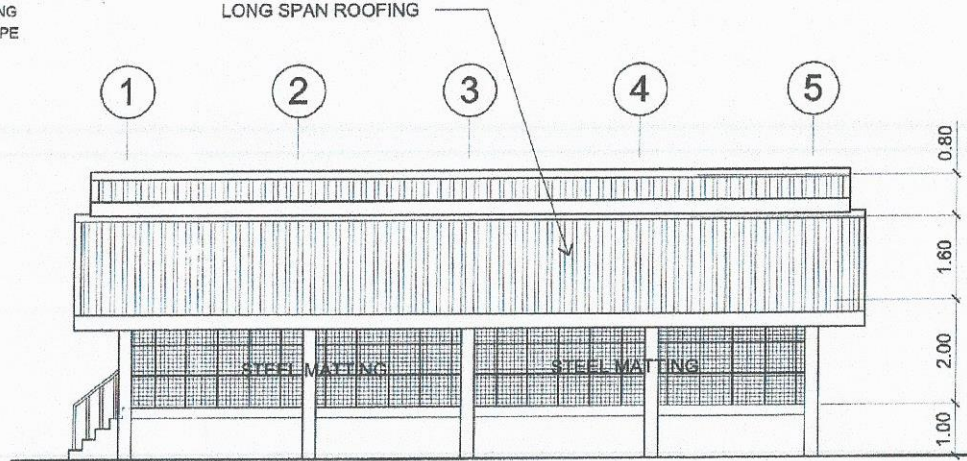 NG
PE
LONG SPAN ROOFING
1 2 3 4 5
0.80
1.60
STEEL MATTING STEEL MATTING
2.00
1.00